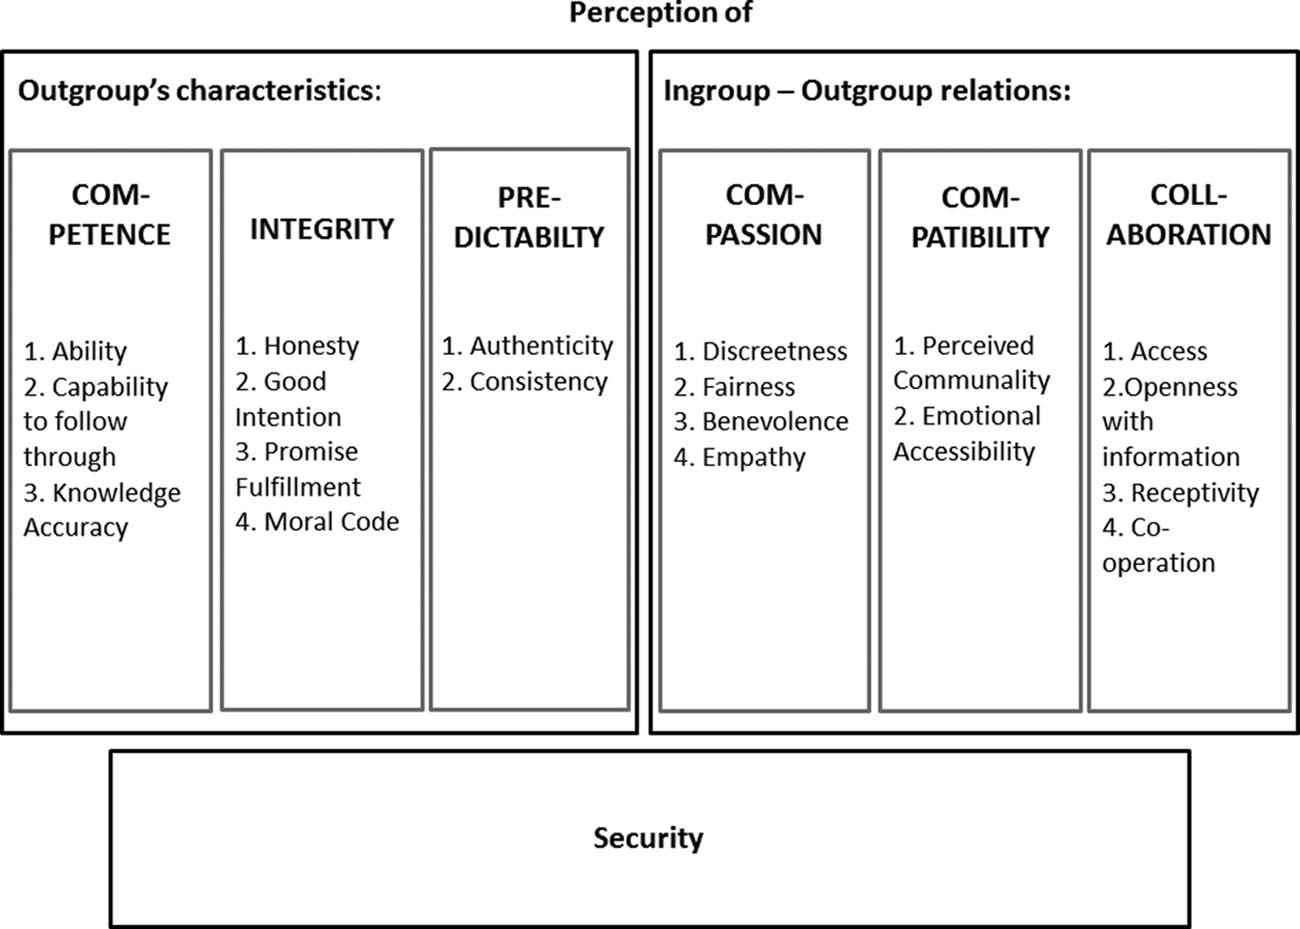 Perception of
Outgroup's characteristics:
COM-
PETENCE
1. Ability
2. Capability
to follow
through
3. Knowledge
Accuracy
INTEGRITY
1. Honesty
2. Good
Intention
3. Promise
Fulfillment
4. Moral Code
PRE-
DICTABILTY
1. Authenticity
2. Consistency
Ingroup – Outgroup relations:
COM-
PASSION
1. Discreetness
2. Fairness
3. Benevolence
4. Empathy
COM-
PATIBILITY
1. Perceived
Communality
2. Emotional
Accessibility
COLL-
ABORATION
1. Access
2.Openness
with
information
3. Receptivity
4. Co-
operation
Security